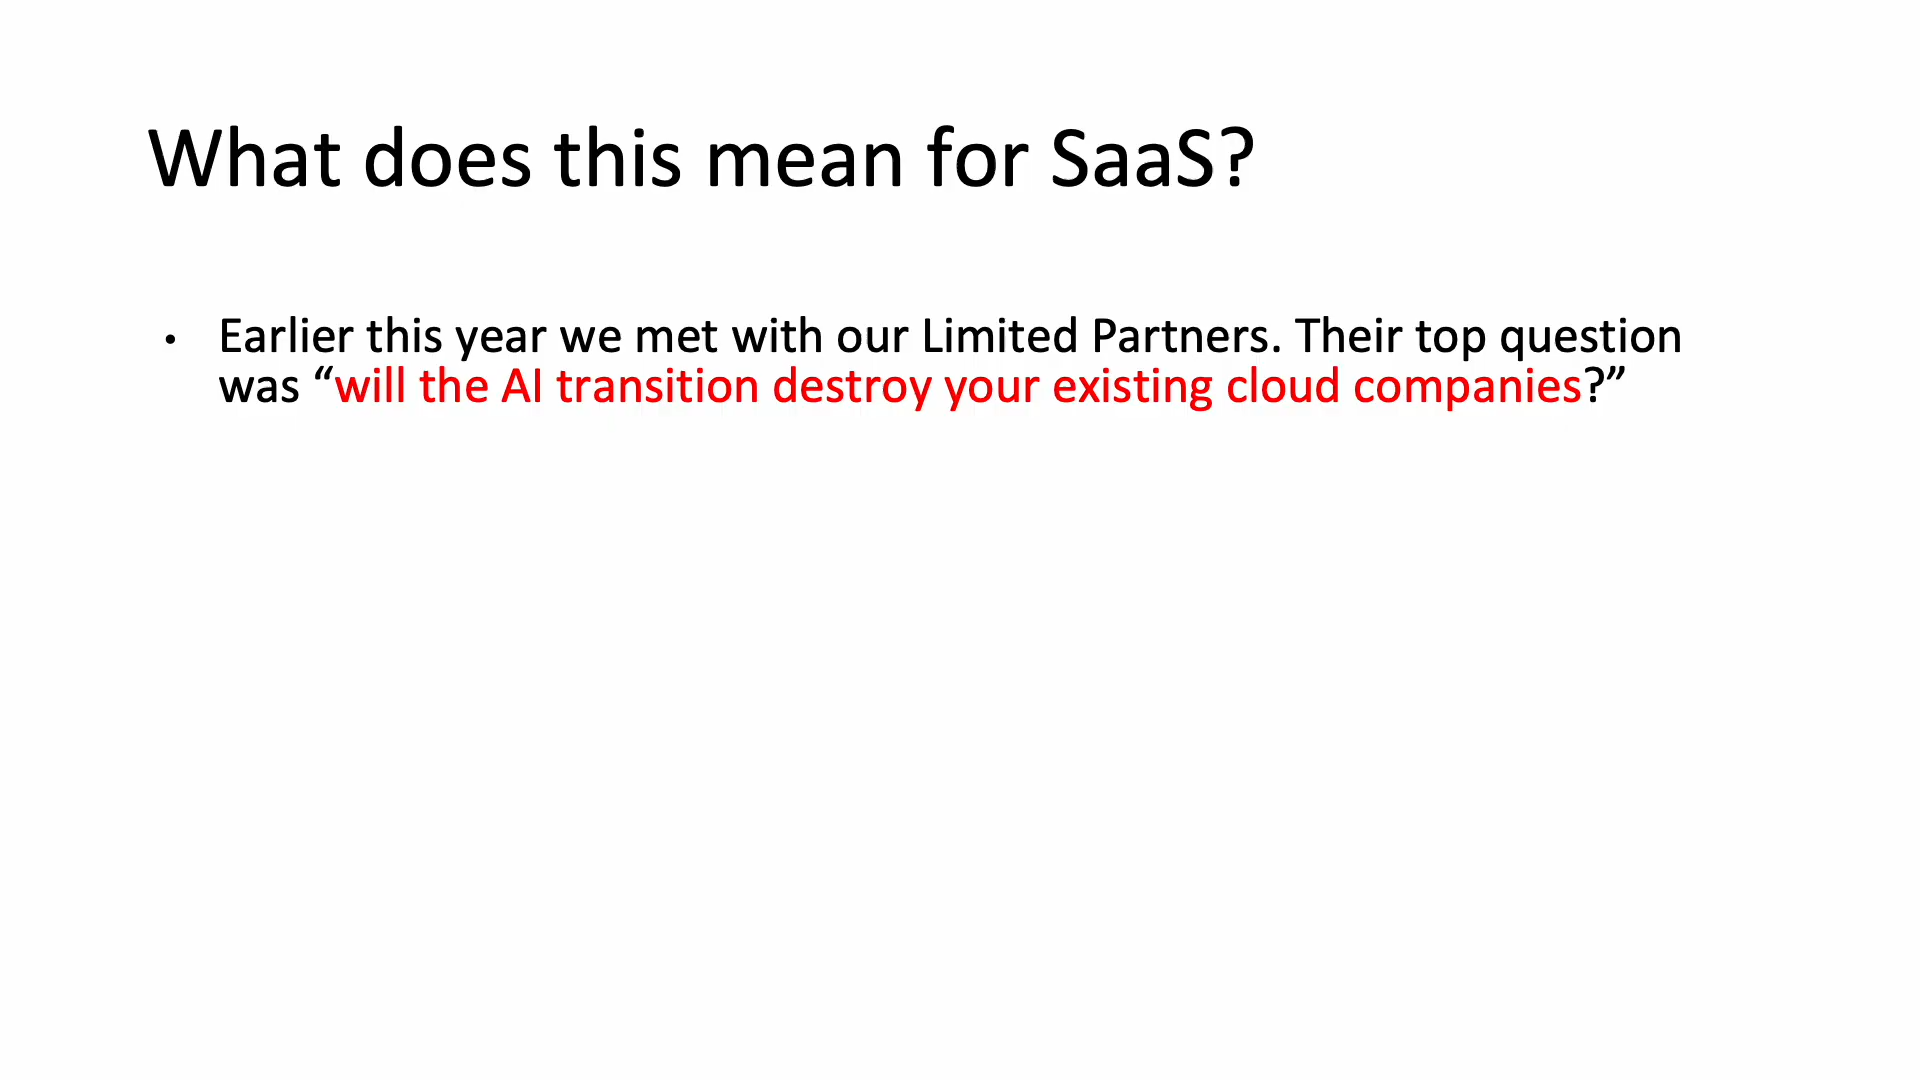 What does this mean for SaaS?
• Earlier this year we met with our Limited Partners. Their top question
was “will the AI transition destroy your existing cloud companies?”